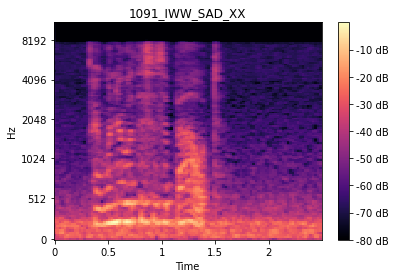 1091_IWW_SAD_XX
8192
4096
2048
1024
512
0
Hz
0
0.5
1
1.5
2
Time
-10 dB
-20 dB
-30 dB
-40 dB
-50 dB
-60 dB
-70 dB
-80 dB